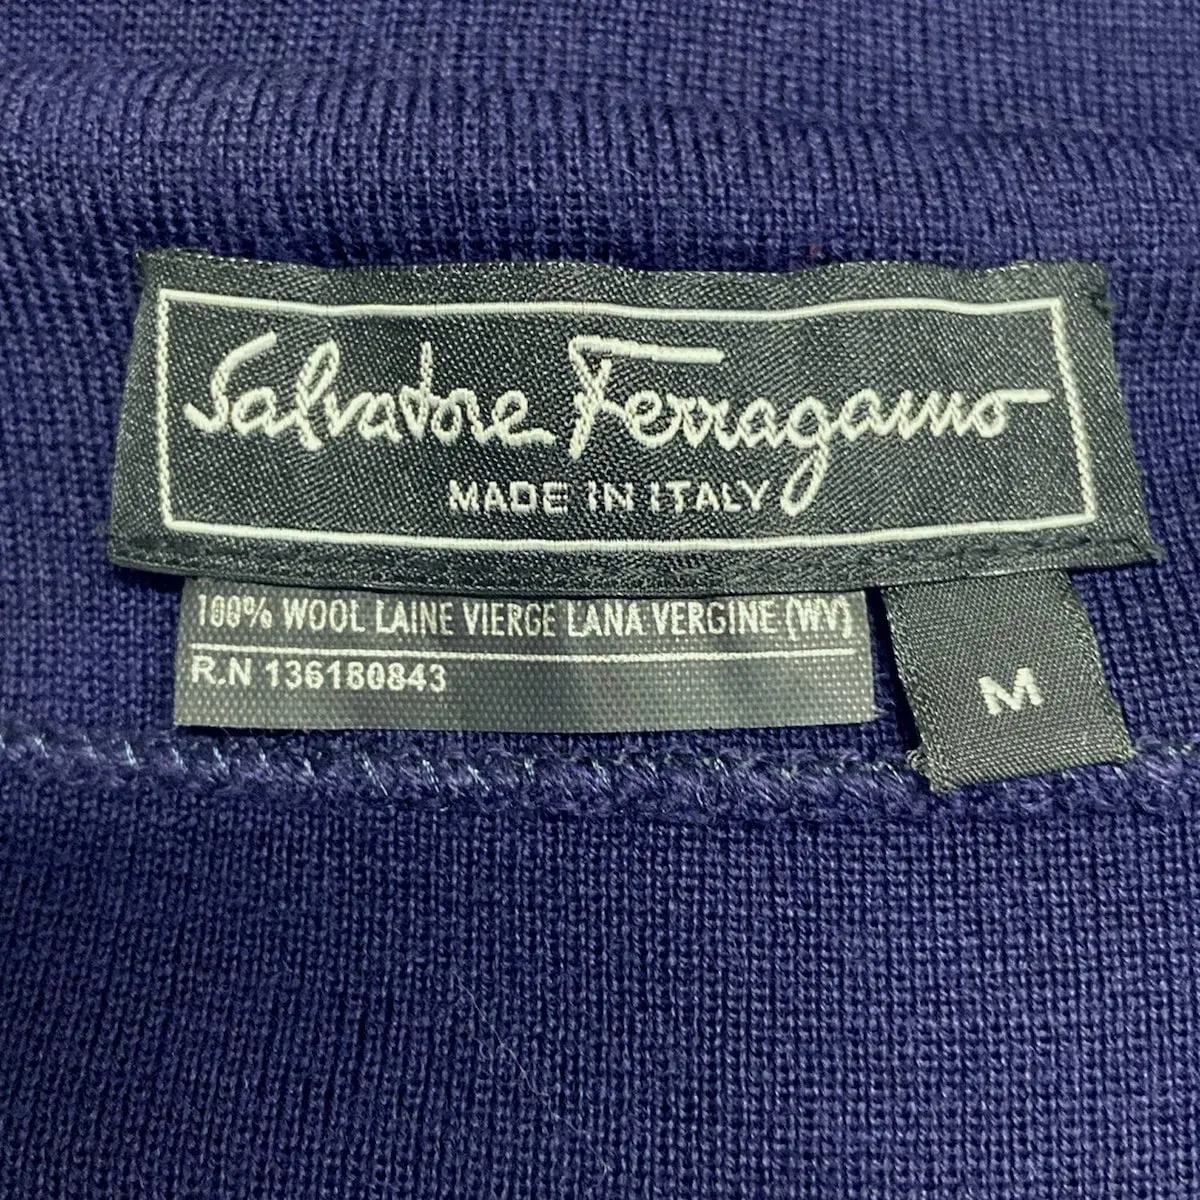 Salvatore Ferragamo
MADE IN ITALY
100% WOOL LAINE VIERGE LANA VERGINE (WV)
R.N 136180843
M